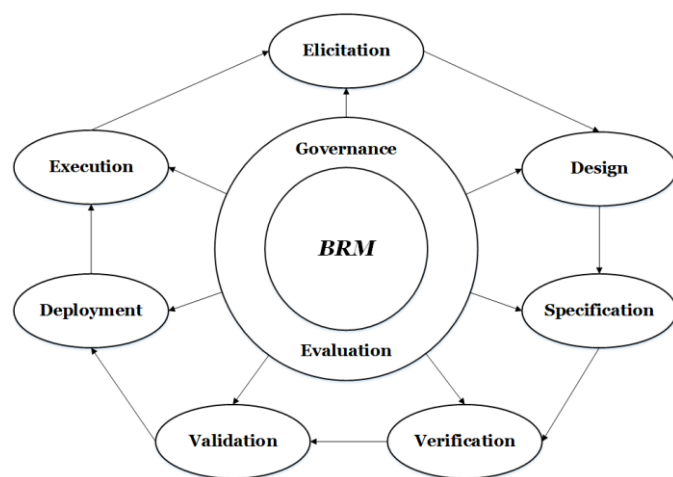 Elicitation
Governance
Execution
Design
BRM
Deployment
Specification
Evaluation
Validation
Verification